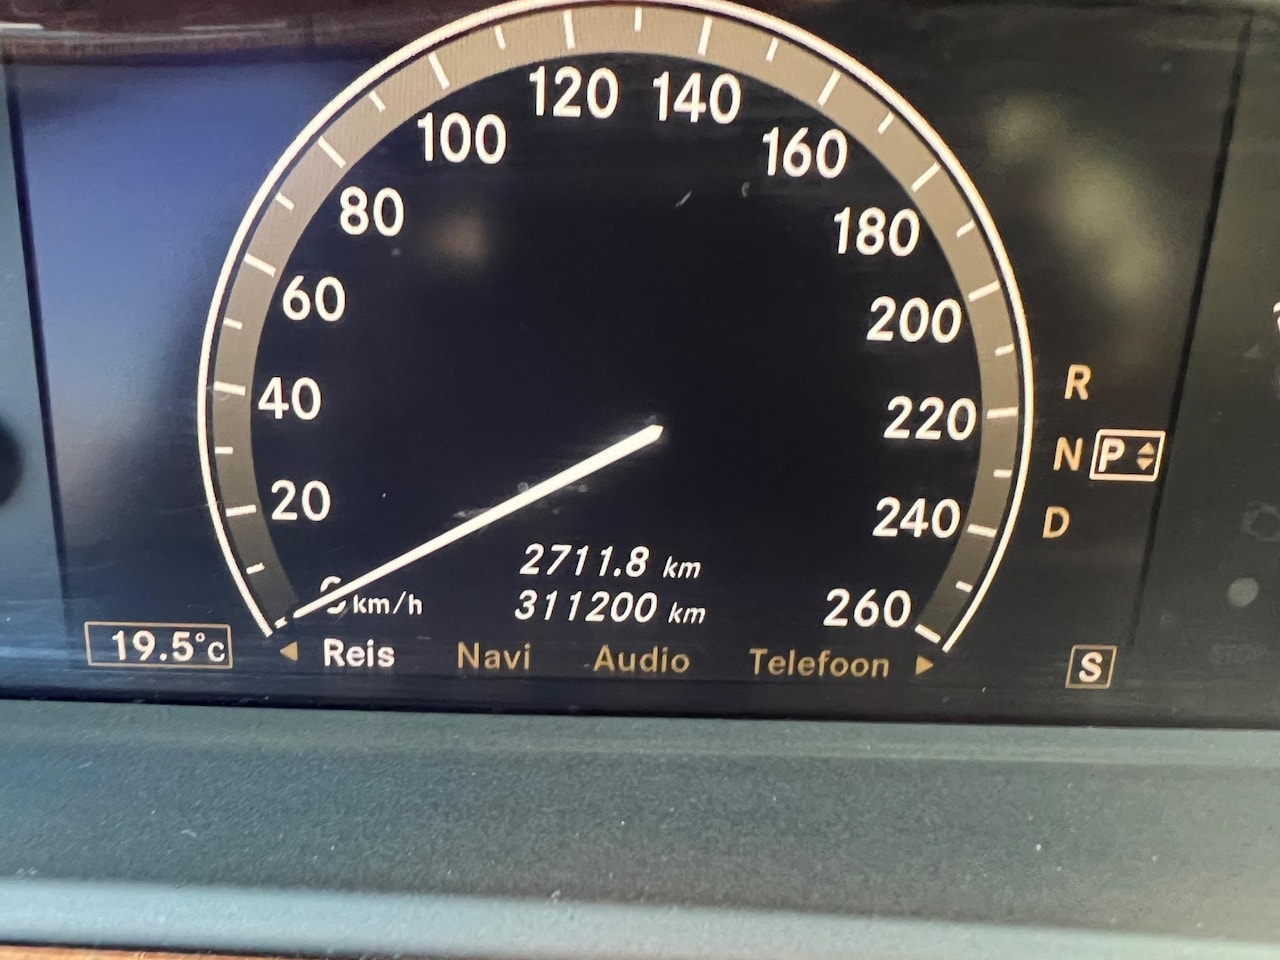 120 140
100 160
80 180
60 200
40 220
20 240
0 km/h 260
2711.8 km
311200 km
R
N P
D
19.5°C
Reis Navi Audio Telefoon
S